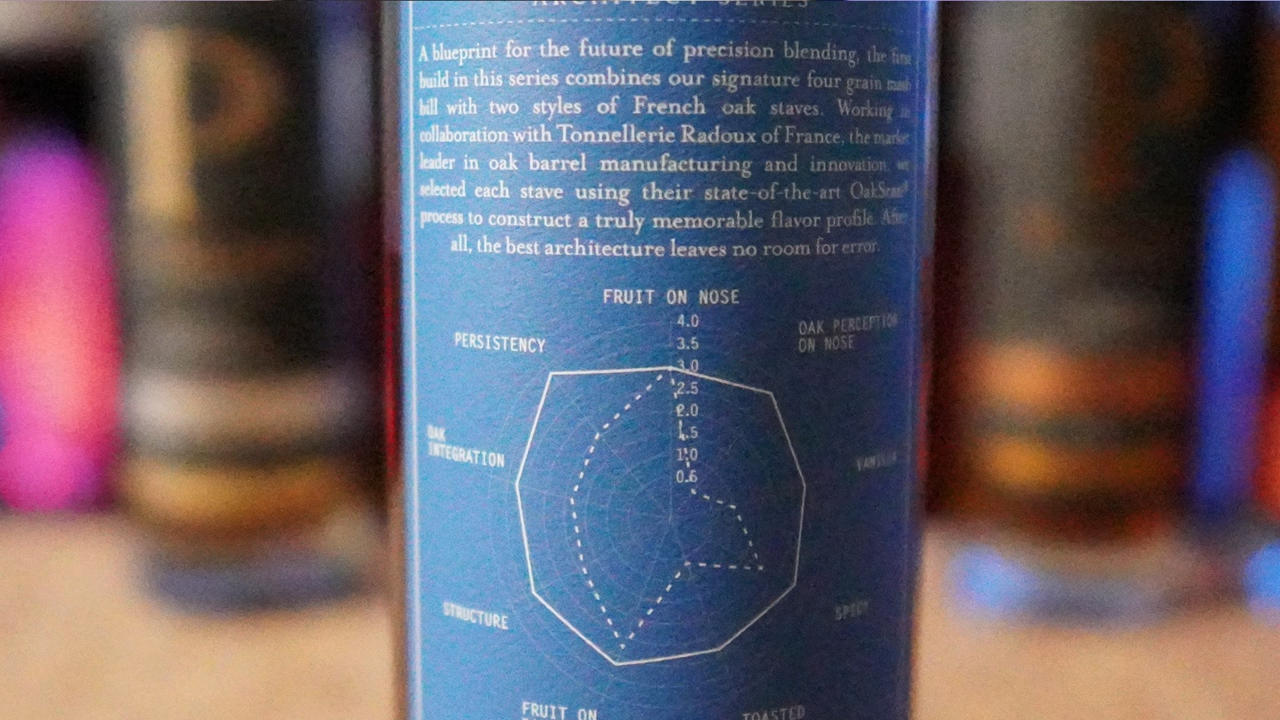 ARCHITECT SERIES
A blueprint for the future of precision blending, the first
build in this series combines our signature four grain mash
bill with two styles of French oak staves. Working in
collaboration with Tonnellerie Radoux of France, the market
leader in oak barrel manufacturing and innovation, we
selected each stave using their state-of-the-art OakScan®
process to construct a truly memorable flavor profile. After
all, the best architecture leaves no room for error.
FRUIT ON NOSE
4.0
3.5
3.0
2.5
2.0
1.5
1.0
0.6
OAK PERCEPTION
ON NOSE
VANILLA
SPICY
TOASTED
FRUIT ON
STRUCTURE
OAK
INTEGRATION
PERSISTENCY